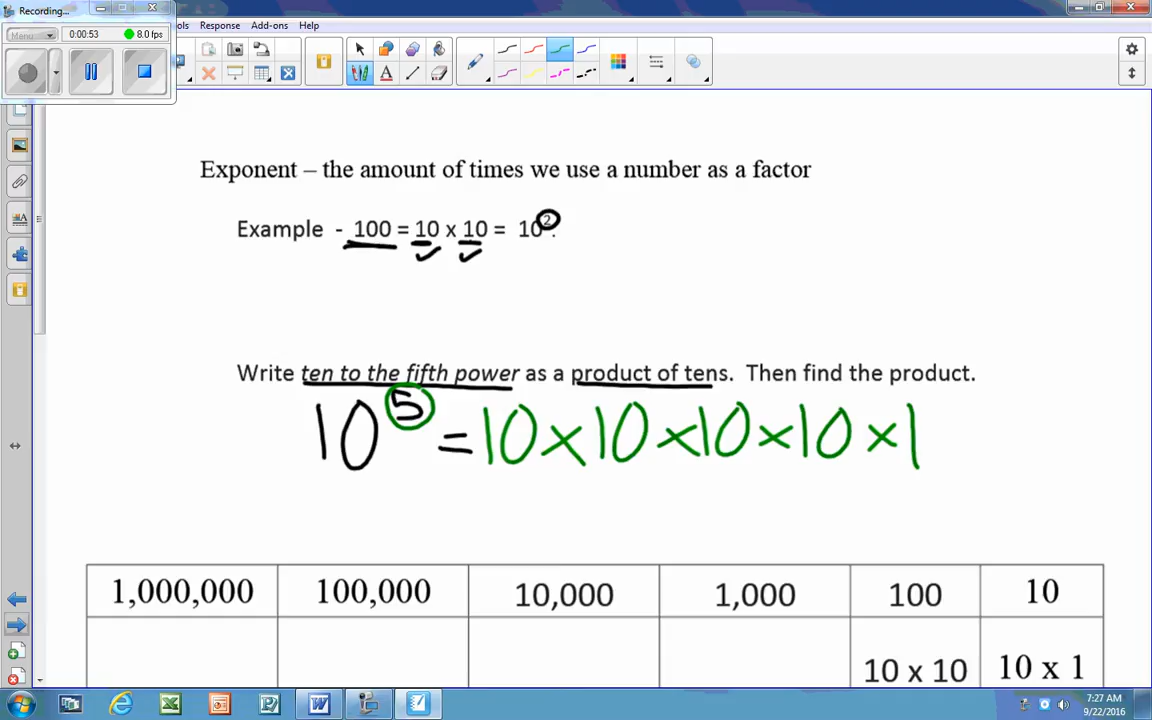 Recording...
Menu 0:00:53 8.0 fps
ols Response Add-ons Help
Exponent – the amount of times we use a number as a factor
Example - 100 = 10 x 10 = 10².
Write ten to the fifth power as a product of tens. Then find the product.
10⁵ = 10 x 10 x 10 x 10 x 1
1,000,000 100,000 10,000 1,000 100 10
10 x 10 10 x 1
7:27 AM
9/22/2016